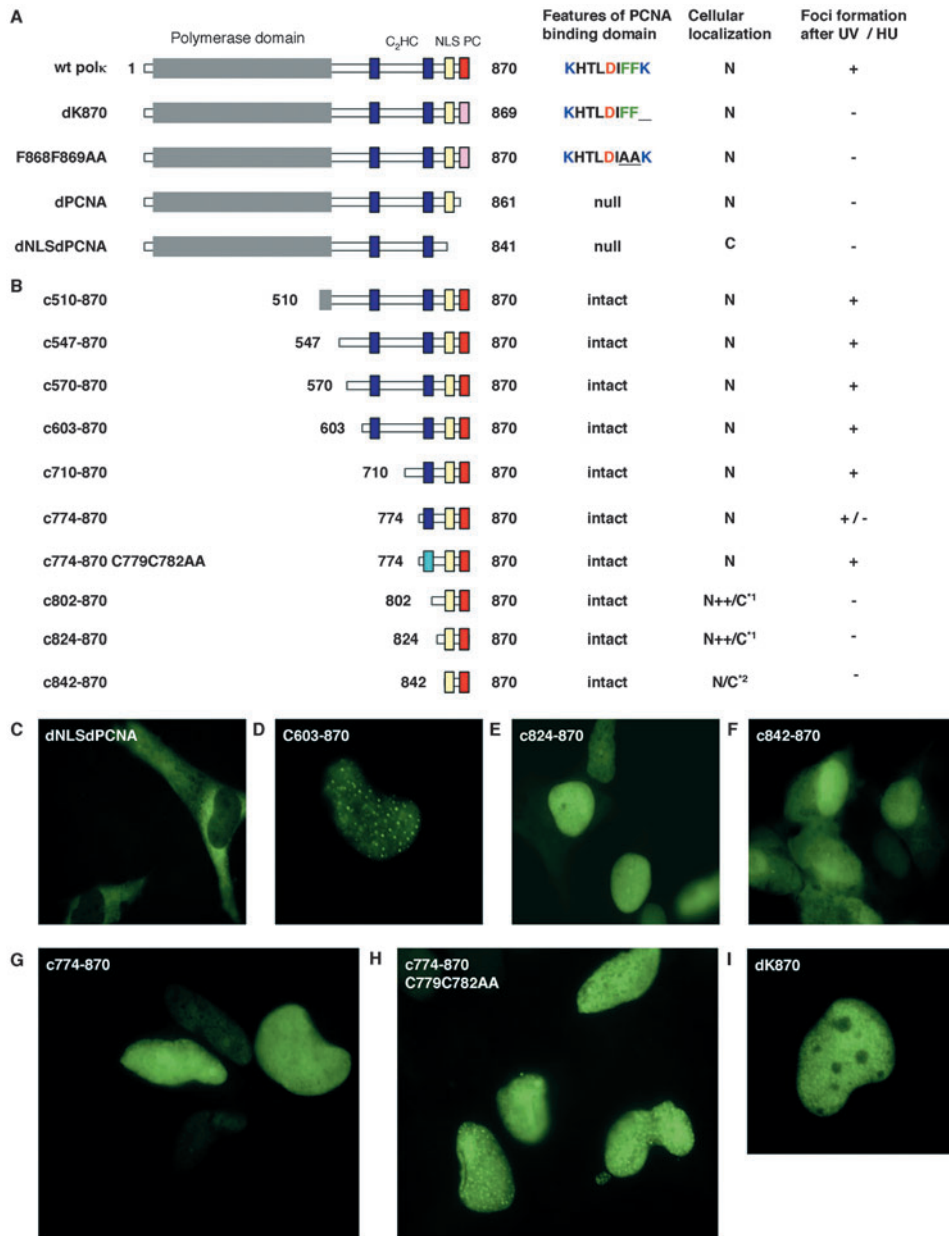 A
Features of PCNA binding domain
Cellular localization
Foci formation after UV / HU
Polymerase domain
C₂HC
NLS PC
wt polκ 1 870 KHTLDIFFK N +
dK870 869 KHTLDIFF_ N -
F868F869AA 870 KHTLDIAAK N -
dPCNA 861 null N -
dNLSdPCNA 841 null C -
B
c510-870 510 870 intact N +
c547-870 547 870 intact N +
c570-870 570 870 intact N +
c603-870 603 870 intact N +
c710-870 710 870 intact N +
c774-870 774 870 intact N + / -
c774-870 C779C782AA 774 870 intact N +
c802-870 802 870 intact N++/C*1 -
c824-870 824 870 intact N++/C*1 -
c842-870 842 870 intact N/C*2 -
C dNLSdPCNA
D C603-870
E c824-870
F c842-870
G c774-870
H c774-870
C779C782AA
I dK870